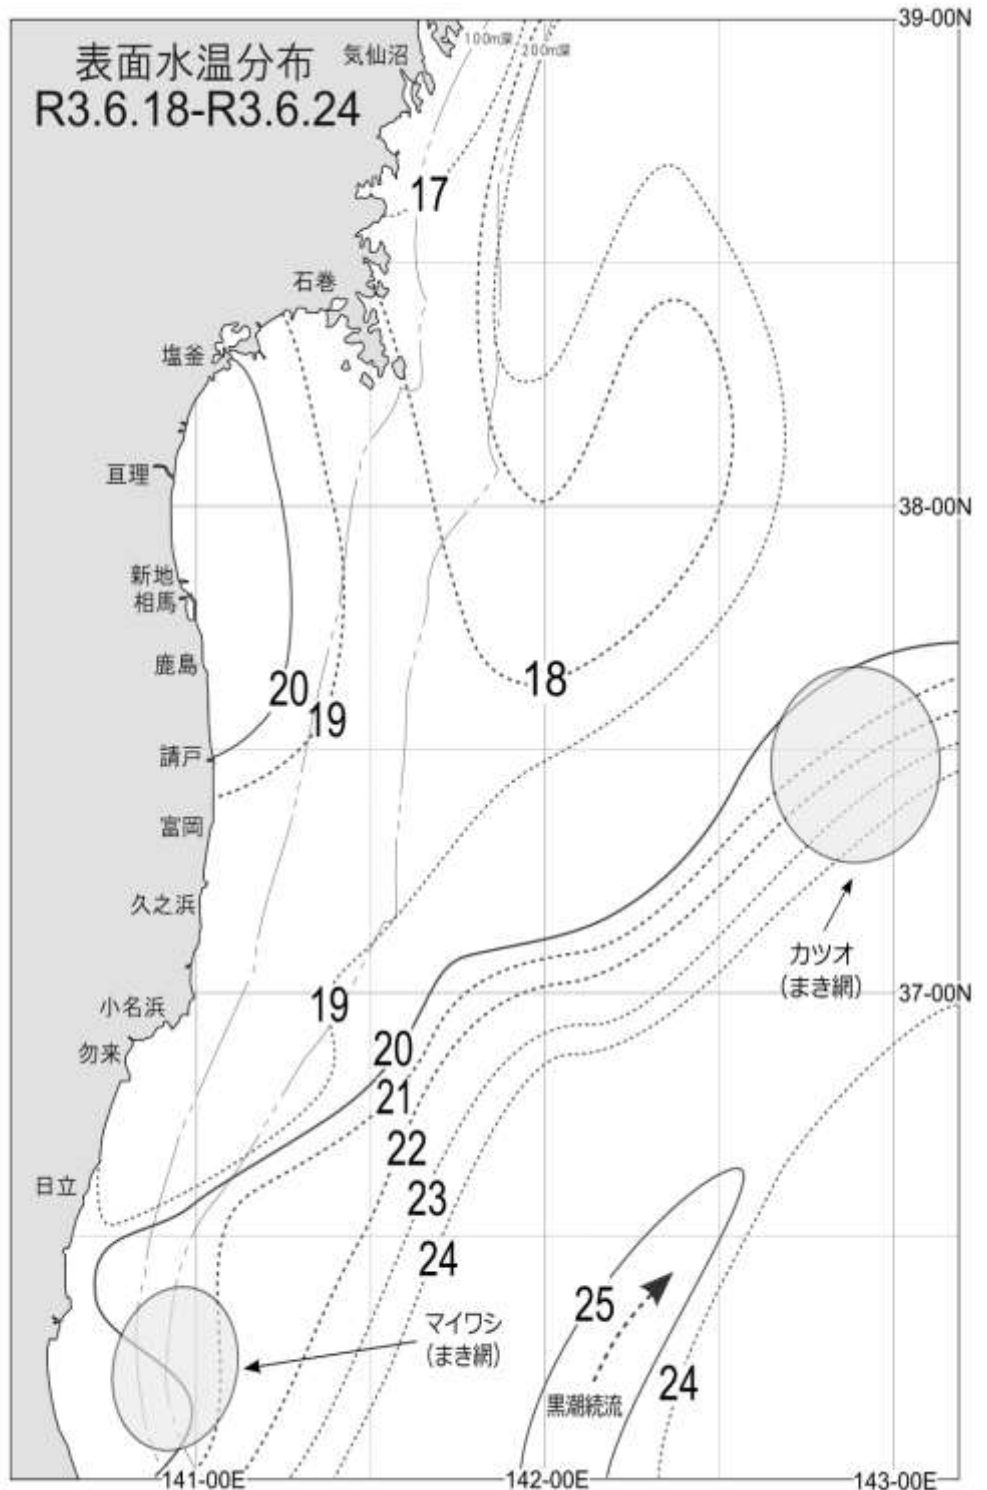 39-00N
100m深
200m深
表面水温分布
R3.6.18-R3.6.24
気仙沼
17
石巻
塩釜
亘理
38-00N
新地
相馬
鹿島
20
19
18
請戸
富岡
久之浜
カツオ
(まき網)
小名浜
19
37-00N
勿来
20
21
22
日立
23
24
25
マイワシ
(まき網)
24
黒潮続流
141-00E
142-00E
143-00E